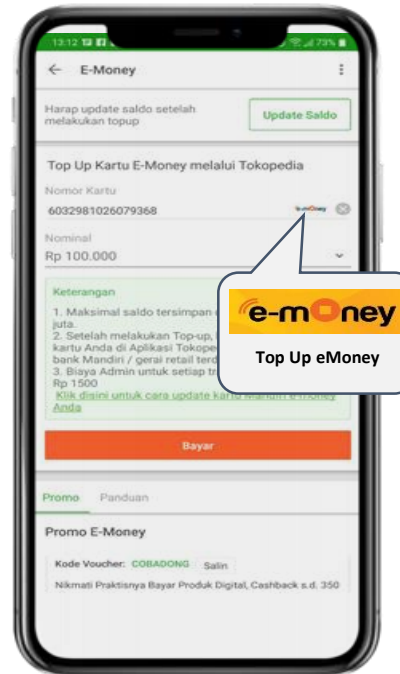 13:12
73%
E-Money
Harap update saldo setelah
melakukan topup
Update Saldo
Top Up Kartu E-Money melalui Tokopedia
Nomor Kartu
6032981026079368
e-money
Nominal
Rp 100.000
Keterangan
1. Maksimal saldo tersimpan
juta.
2. Setelah melakukan Top-up,
kartu Anda di Aplikasi
bank Mandiri / gerai retail
3. Biaya Admin untuk setiap
Rp 1500
Klik disini untuk cara update kartu Mandiri e-money
Anda
e-money
Top Up eMoney
Bayar
Promo Panduan
Promo E-Money
Kode Voucher: COBADONG Salin
Nikmati Praktisnya Bayar Produk Digital, Cashback s.d. 350